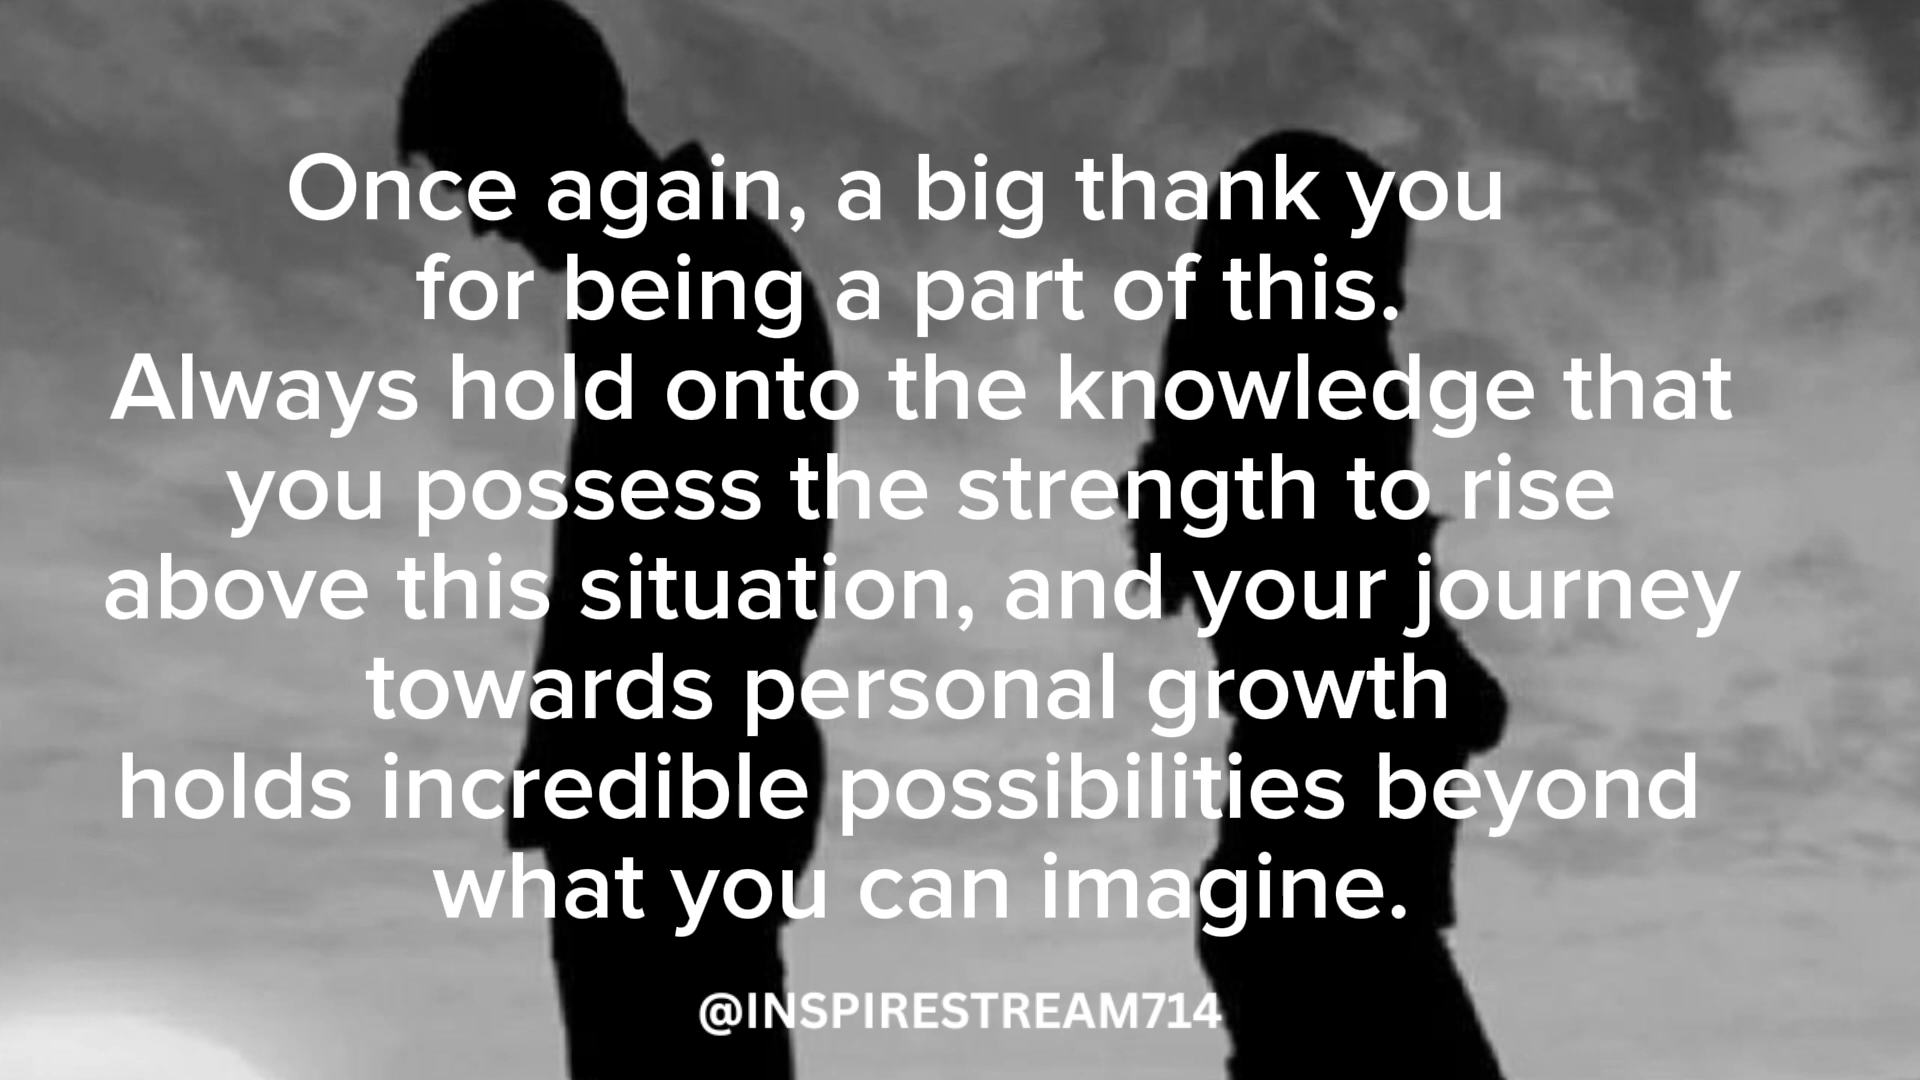 Once again, a big thank you
for being a part of this.
Always hold onto the knowledge that
you possess the strength to rise
above this situation, and your journey
towards personal growth
holds incredible possibilities beyond
what you can imagine.
@INSPIRESTREAM714